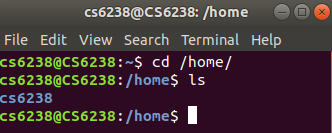 cs6238@CS6238: /home
File Edit View Search Terminal Help
cs6238@CS6238:~$ cd /home/
cs6238@CS6238:/home$ ls
cs6238
cs6238@CS6238:/home$